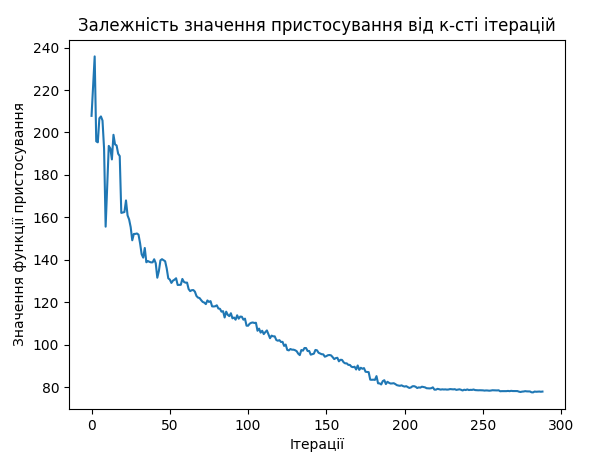 Залежність значення пристосування від к-сті ітерацій
240
220
200
180
160
140
120
100
80
Значення функції пристосування
0 50 100 150 200 250 300
Ітерації